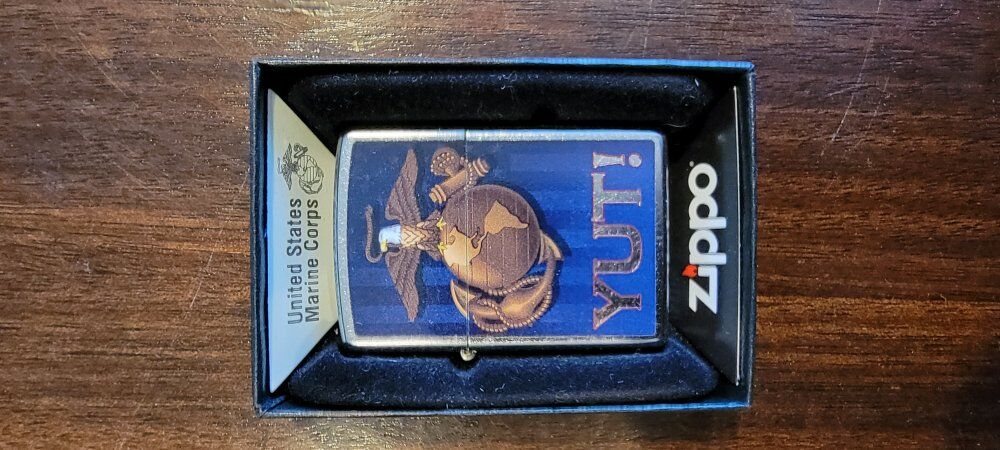 United States
Marine Corps
YUT!
zippo